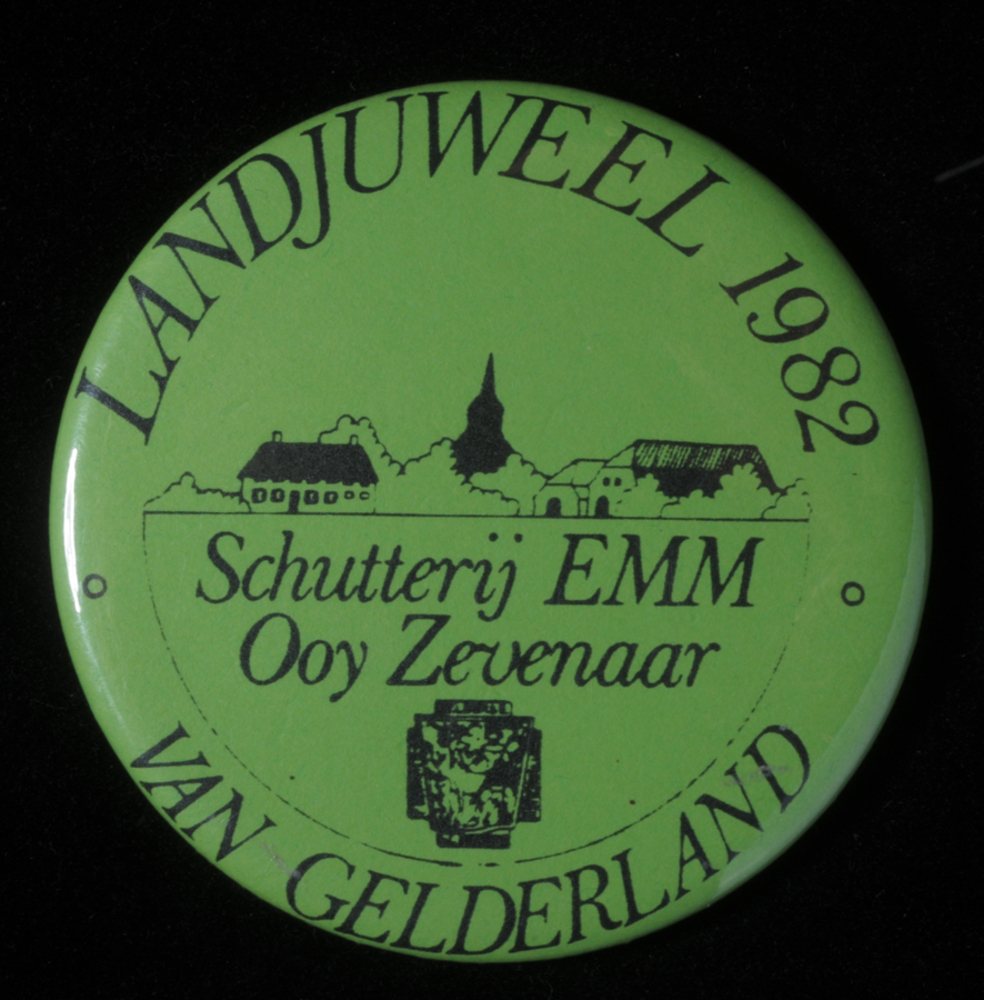 LANDJUWEEL 1982
Schutterij EMM
Ooy Zevenaar
VAN GELDERLAND